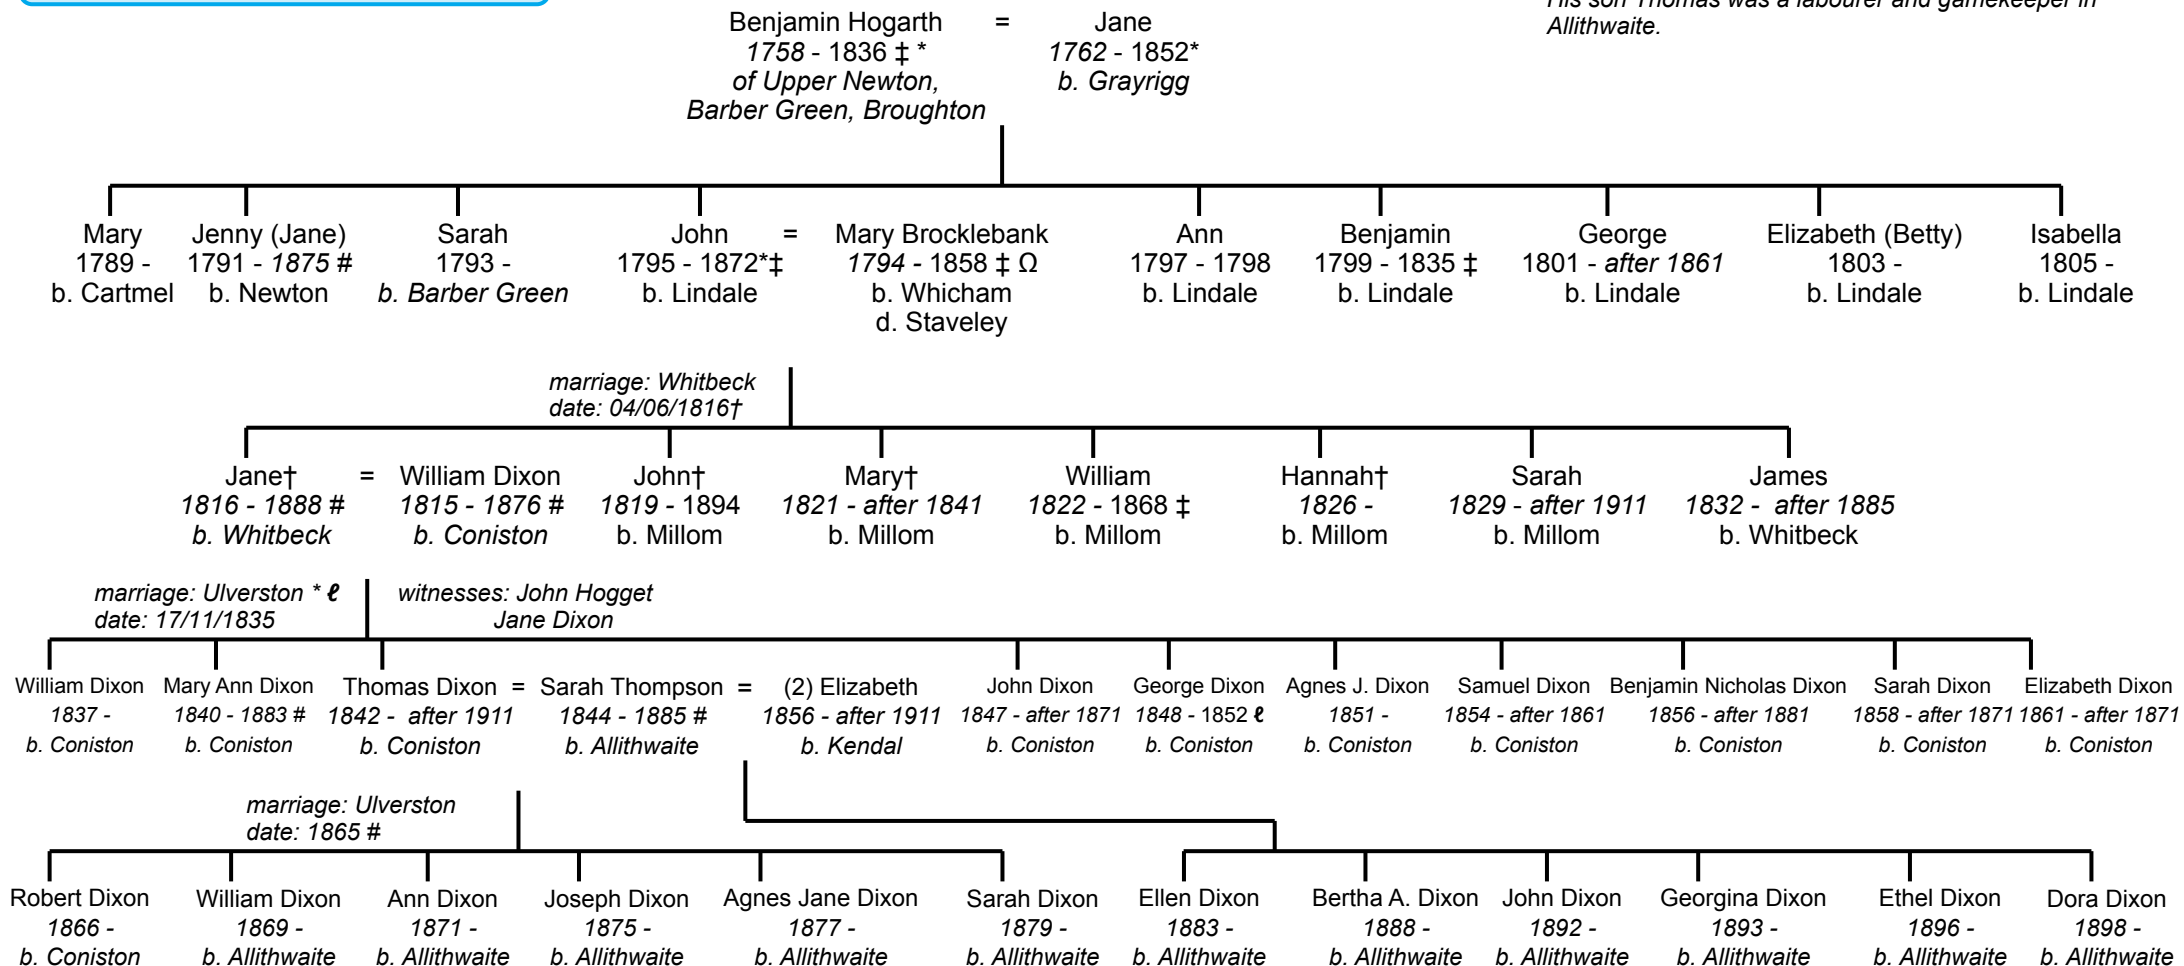 His son Thomas was a labourer and gamekeeper in
Allithwaite.
Benjamin Hogarth = Jane
1758 - 1836 ‡ * 1762 - 1852*
of Upper Newton, b. Grayrigg
Barber Green, Broughton
Mary Jenny (Jane) Sarah John = Mary Brocklebank Ann Benjamin George Elizabeth (Betty) Isabella
1789 - 1791 - 1875 # 1793 - 1795 - 1872*‡ 1794 - 1858 ‡ Ω 1797 - 1798 1799 - 1835 ‡ 1801 - after 1861 1803 - 1805 -
b. Cartmel b. Newton b. Barber Green b. Lindale b. Whicham b. Lindale b. Lindale b. Lindale b. Lindale b. Lindale
d. Staveley
marriage: Whitbeck
date: 04/06/1816†
Jane† = William Dixon John† Mary† William Hannah† Sarah James
1816 - 1888 # 1815 - 1876 # 1819 - 1894 1821 - after 1841 1822 - 1868 ‡ 1826 - 1829 - after 1911 1832 - after 1885
b. Whitbeck b. Coniston b. Millom b. Millom b. Millom b. Millom b. Millom b. Whitbeck
marriage: Ulverston * ℓ witnesses: John Hogget
date: 17/11/1835 Jane Dixon
William Dixon Mary Ann Dixon Thomas Dixon = Sarah Thompson = (2) Elizabeth John Dixon George Dixon Agnes J. Dixon Samuel Dixon Benjamin Nicholas Dixon Sarah Dixon Elizabeth Dixon
1837 - 1840 - 1883 # 1842 - after 1911 1844 - 1885 # 1856 - after 1911 1847 - after 1871 1848 - 1852 ℓ 1851 - 1854 - after 1861 1856 - after 1881 1858 - after 1871 1861 - after 1871
b. Coniston b. Coniston b. Coniston b. Allithwaite b. Kendal b. Coniston b. Coniston b. Coniston b. Coniston b. Coniston b. Coniston b. Coniston
marriage: Ulverston
date: 1865 #
Robert Dixon William Dixon Ann Dixon Joseph Dixon Agnes Jane Dixon Sarah Dixon Ellen Dixon Bertha A. Dixon John Dixon Georgina Dixon Ethel Dixon Dora Dixon
1866 - 1869 - 1871 - 1875 - 1877 - 1879 - 1883 - 1888 - 1892 - 1893 - 1896 - 1898 -
b. Coniston b. Allithwaite b. Allithwaite b. Allithwaite b. Allithwaite b. Allithwaite b. Allithwaite b. Allithwaite b. Allithwaite b. Allithwaite b. Allithwaite b. Allithwaite